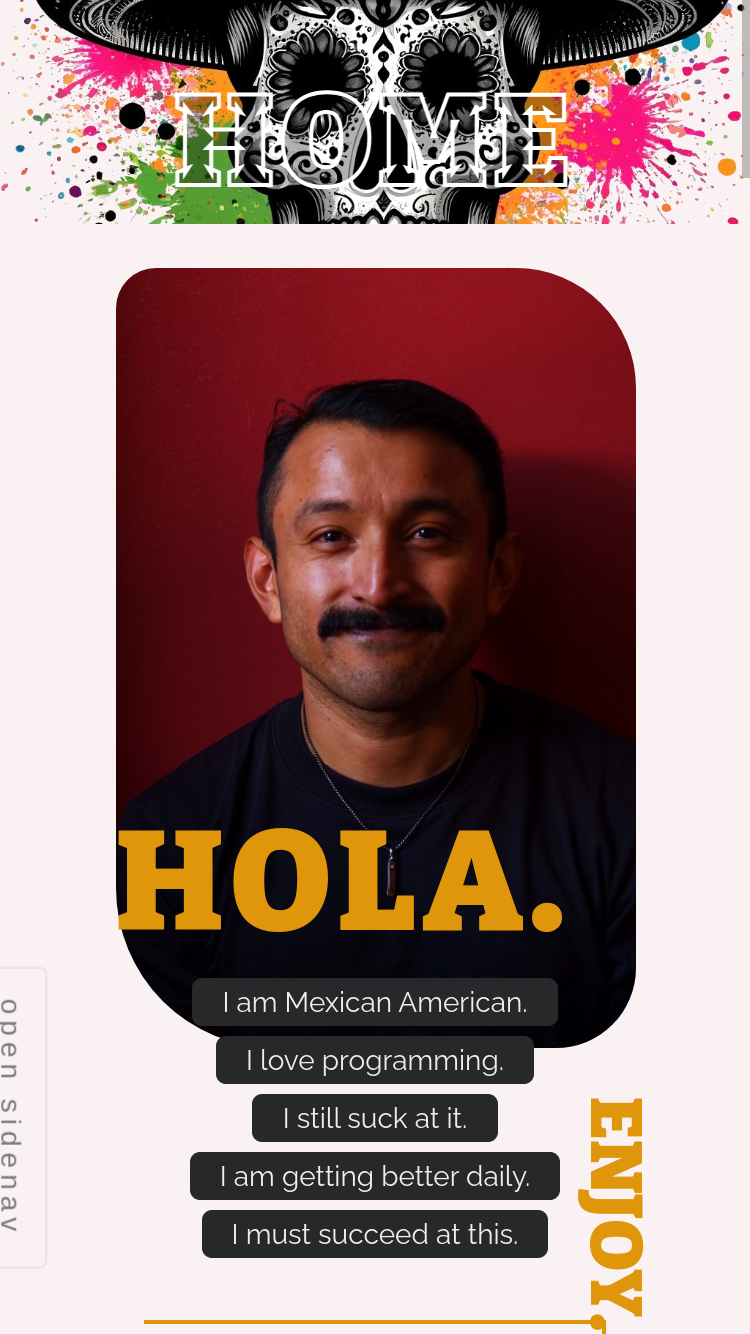 HOME
HOLA.
I am Mexican American.
I love programming.
I still suck at it.
I am getting better daily.
I must succeed at this.
ENJOY.
open sidenav